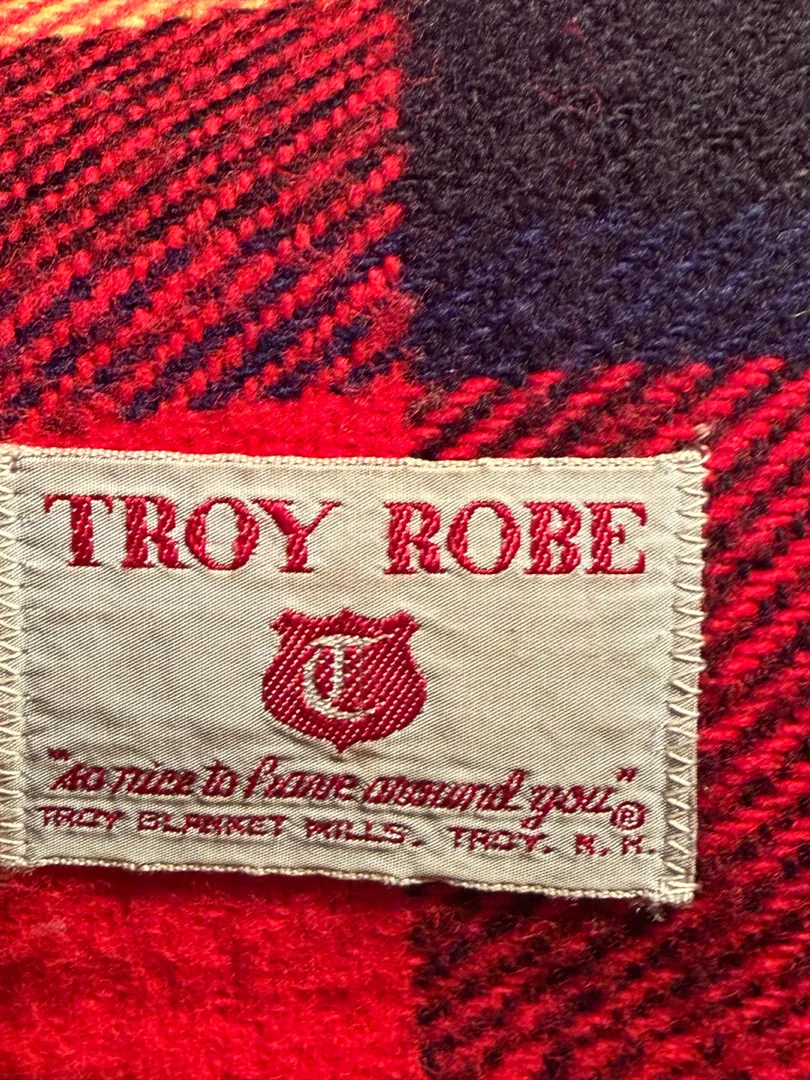 TROY ROBE
T
"so nice to have around you"®
TROY BLANKET MILLS. TROY. N. H.